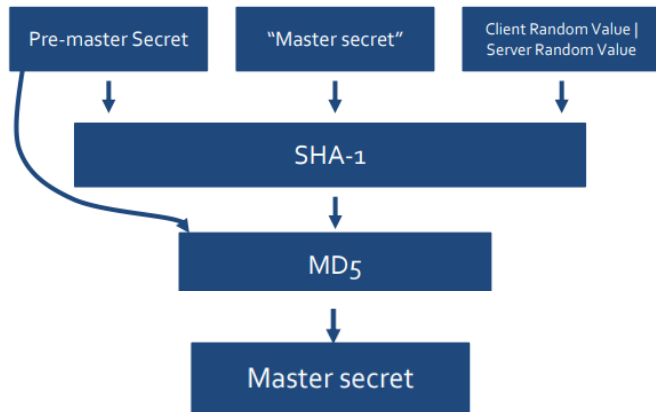 Pre-master Secret
“Master secret”
Client Random Value |
Server Random Value
SHA-1
MD5
Master secret